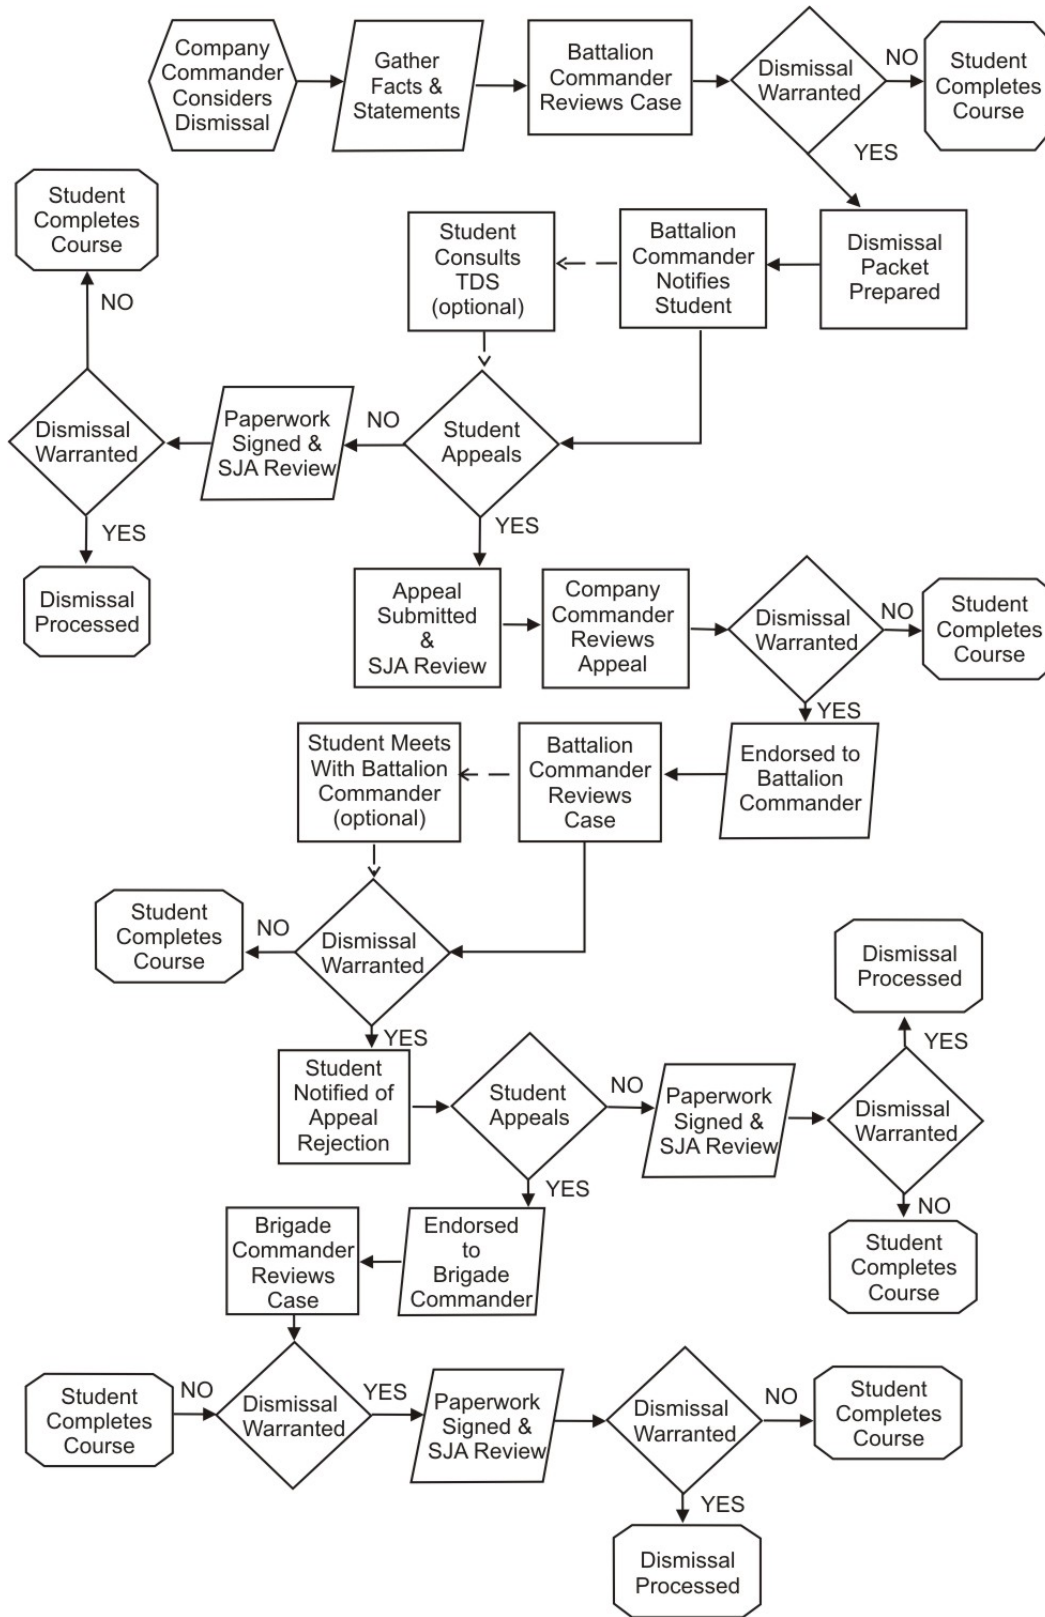 Company
Commander
Considers
Dismissal
Gather
Facts &
Statements
Battalion
Commander
Reviews Case
Dismissal
Warranted
NO
Student
Completes
Course
YES
Dismissal
Packet
Prepared
Battalion
Commander
Notifies
Student
Student
Consults
TDS
(optional)
Student
Completes
Course
NO
Dismissal
Warranted
Paperwork
Signed &
SJA Review
NO
Student
Appeals
YES
Dismissal
Processed
YES
Appeal
Submitted
&
SJA Review
Company
Commander
Reviews
Appeal
Dismissal
Warranted
NO
Student
Completes
Course
YES
Endorsed to
Battalion
Commander
Battalion
Commander
Reviews
Case
Student Meets
With Battalion
Commander
(optional)
Student
Completes
Course
NO
Dismissal
Warranted
YES
Student
Notified of
Appeal
Rejection
Student
Appeals
NO
Paperwork
Signed &
SJA Review
Dismissal
Warranted
YES
Dismissal
Processed
NO
Student
Completes
Course
YES
Endorsed
to
Brigade
Commander
Brigade
Commander
Reviews
Case
Student
Completes
Course
NO
Dismissal
Warranted
YES
Paperwork
Signed &
SJA Review
Dismissal
Warranted
NO
Student
Completes
Course
YES
Dismissal
Processed